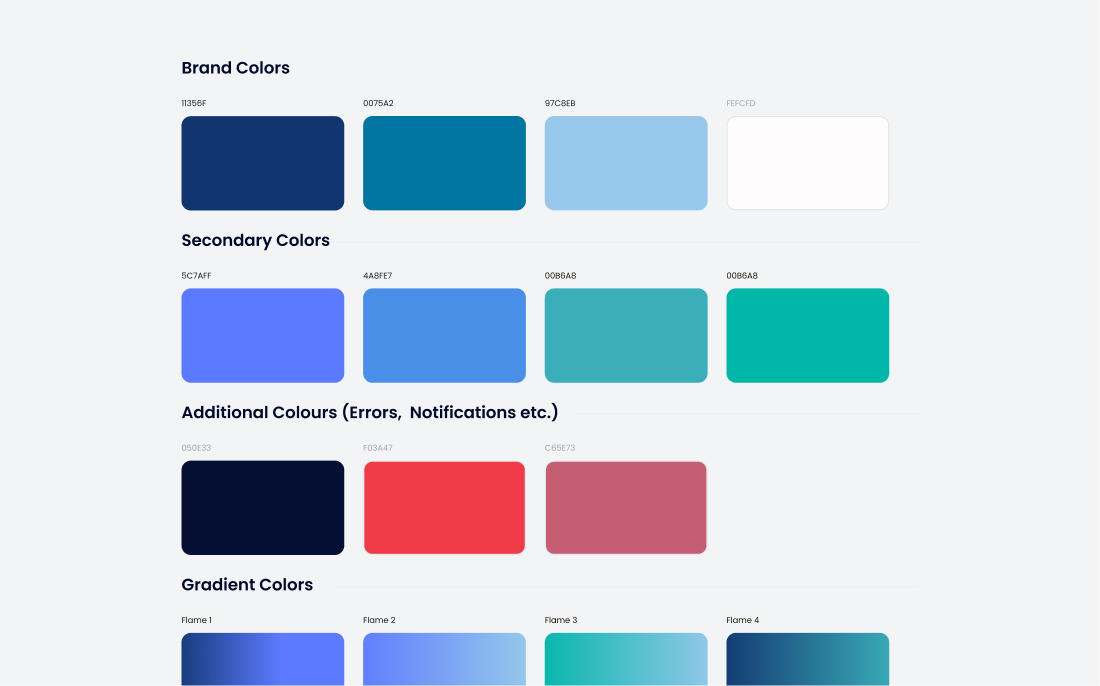 Brand Colors
11356F 0075A2 97C8EB FEFCFD
Secondary Colors
5C7AFF 4A8FE7 00B6A8 00B6A8
Additional Colours (Errors,  Notifications etc.)
050E33 F03A47 C65E73
Gradient Colors
Flame 1 Flame 2 Flame 3 Flame 4